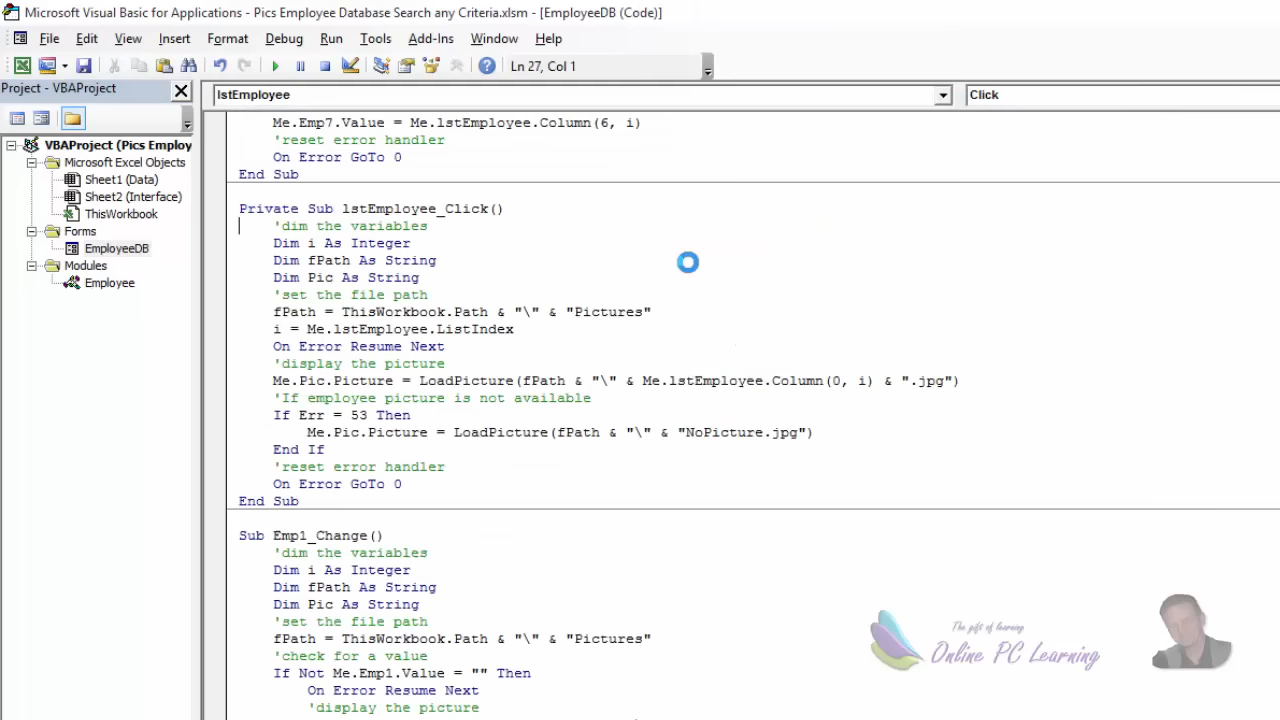 Microsoft Visual Basic for Applications - Pics Employee Database Search any Criteria.xlsm - [EmployeeDB (Code)]
File Edit View Insert Format Debug Run Tools Add-Ins Window Help
Ln 27, Col 1
Project - VBAProject
lstEmployee
Click
VBAProject (Pics Employ
Microsoft Excel Objects
Sheet1 (Data)
Sheet2 (Interface)
ThisWorkbook
Forms
EmployeeDB
Modules
Employee
Me.Emp7.Value = Me.lstEmployee.Column(6, i)
'reset error handler
On Error GoTo 0
End Sub
Private Sub lstEmployee_Click()
'dim the variables
Dim i As Integer
Dim fPath As String
Dim Pic As String
'set the file path
fPath = ThisWorkbook.Path & "\" & "Pictures"
i = Me.lstEmployee.ListIndex
On Error Resume Next
'display the picture
Me.Pic.Picture = LoadPicture(fPath & "\" & Me.lstEmployee.Column(0, i) & ".jpg")
'If employee picture is not available
If Err = 53 Then
Me.Pic.Picture = LoadPicture(fPath & "\" & "NoPicture.jpg")
End If
'reset error handler
On Error GoTo 0
End Sub
Sub Emp1_Change()
'dim the variables
Dim i As Integer
Dim fPath As String
Dim Pic As String
'set the file path
fPath = ThisWorkbook.Path & "\" & "Pictures"
'check for a value
If Not Me.Emp1.Value = "" Then
On Error Resume Next
'display the picture
The gift of learning
Online PC Learning